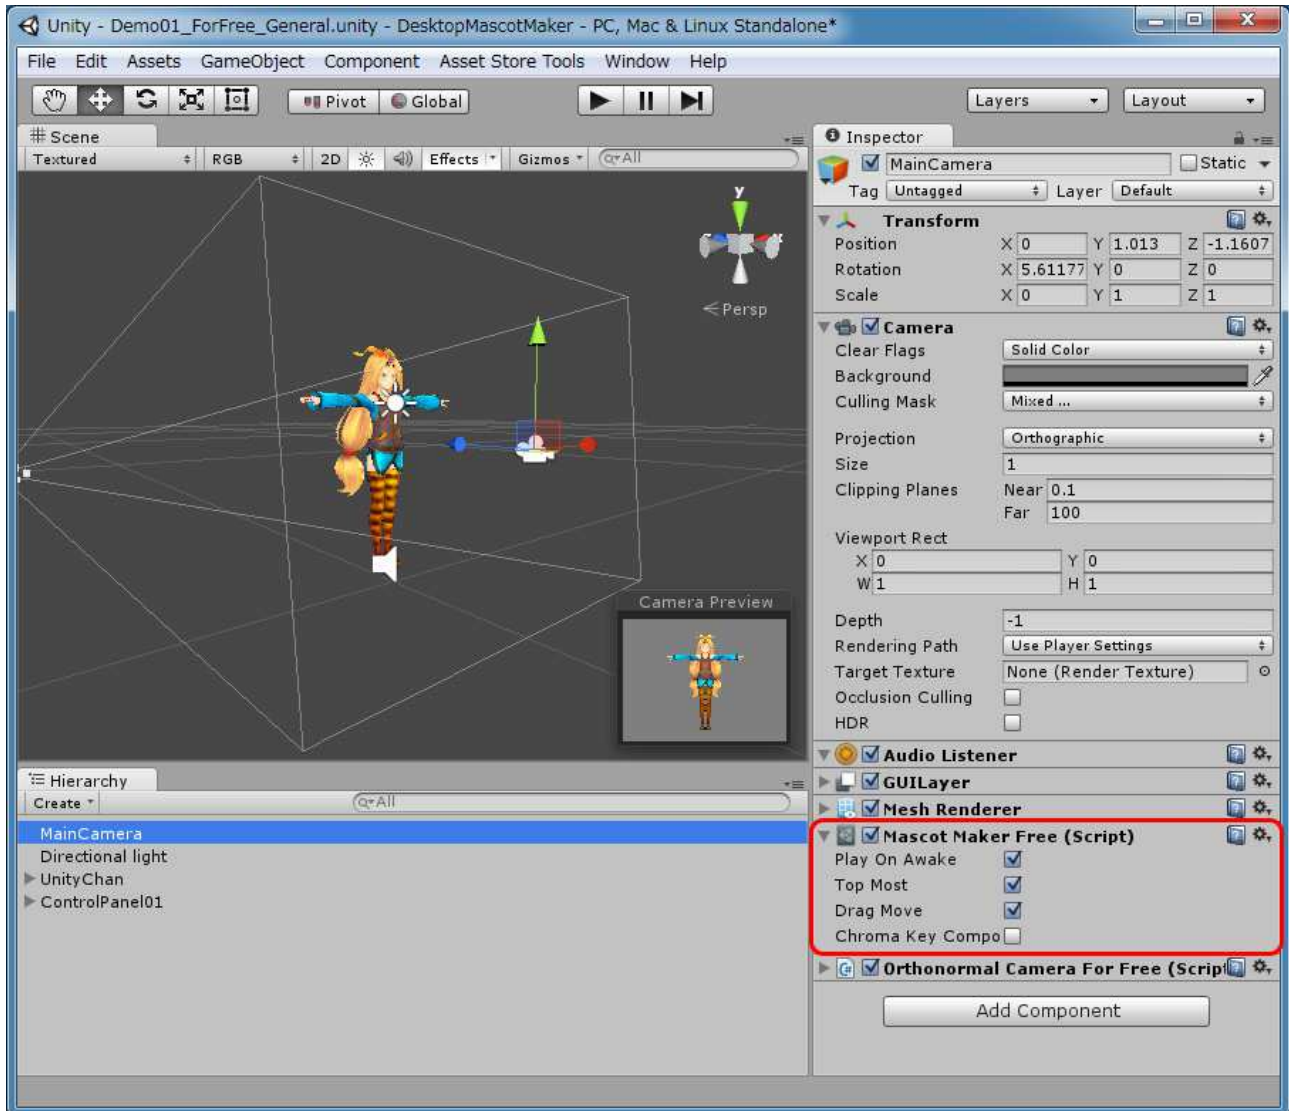 Unity - Demo01_ForFree_General.unity - DesktopMascotMaker - PC, Mac & Linux Standalone*
File Edit Assets GameObject Component Asset Store Tools Window Help
Pivot Global Layers Layout
Scene
Textured RGB 2D Effects Gizmos All
y
Persp
Camera Preview
Hierarchy
Create All
MainCamera
Directional light
UnityChan
ControlPanel01
Inspector
MainCamera Static
Tag Untagged Layer Default
Transform
Position X 0 Y 1.013 Z -1.1607
Rotation X 5.61177 Y 0 Z 0
Scale X 0 Y 1 Z 1
Camera
Clear Flags Solid Color
Background
Culling Mask Mixed ...
Projection Orthographic
Size 1
Clipping Planes Near 0.1
Far 100
Viewport Rect
X 0 Y 0
W 1 H 1
Depth -1
Rendering Path Use Player Settings
Target Texture None (Render Texture)
Occlusion Culling
HDR
Audio Listener
GUILayer
Mesh Renderer
Mascot Maker Free (Script)
Play On Awake
Top Most
Drag Move
Chroma Key Compo
Orthonormal Camera For Free (Script
Add Component